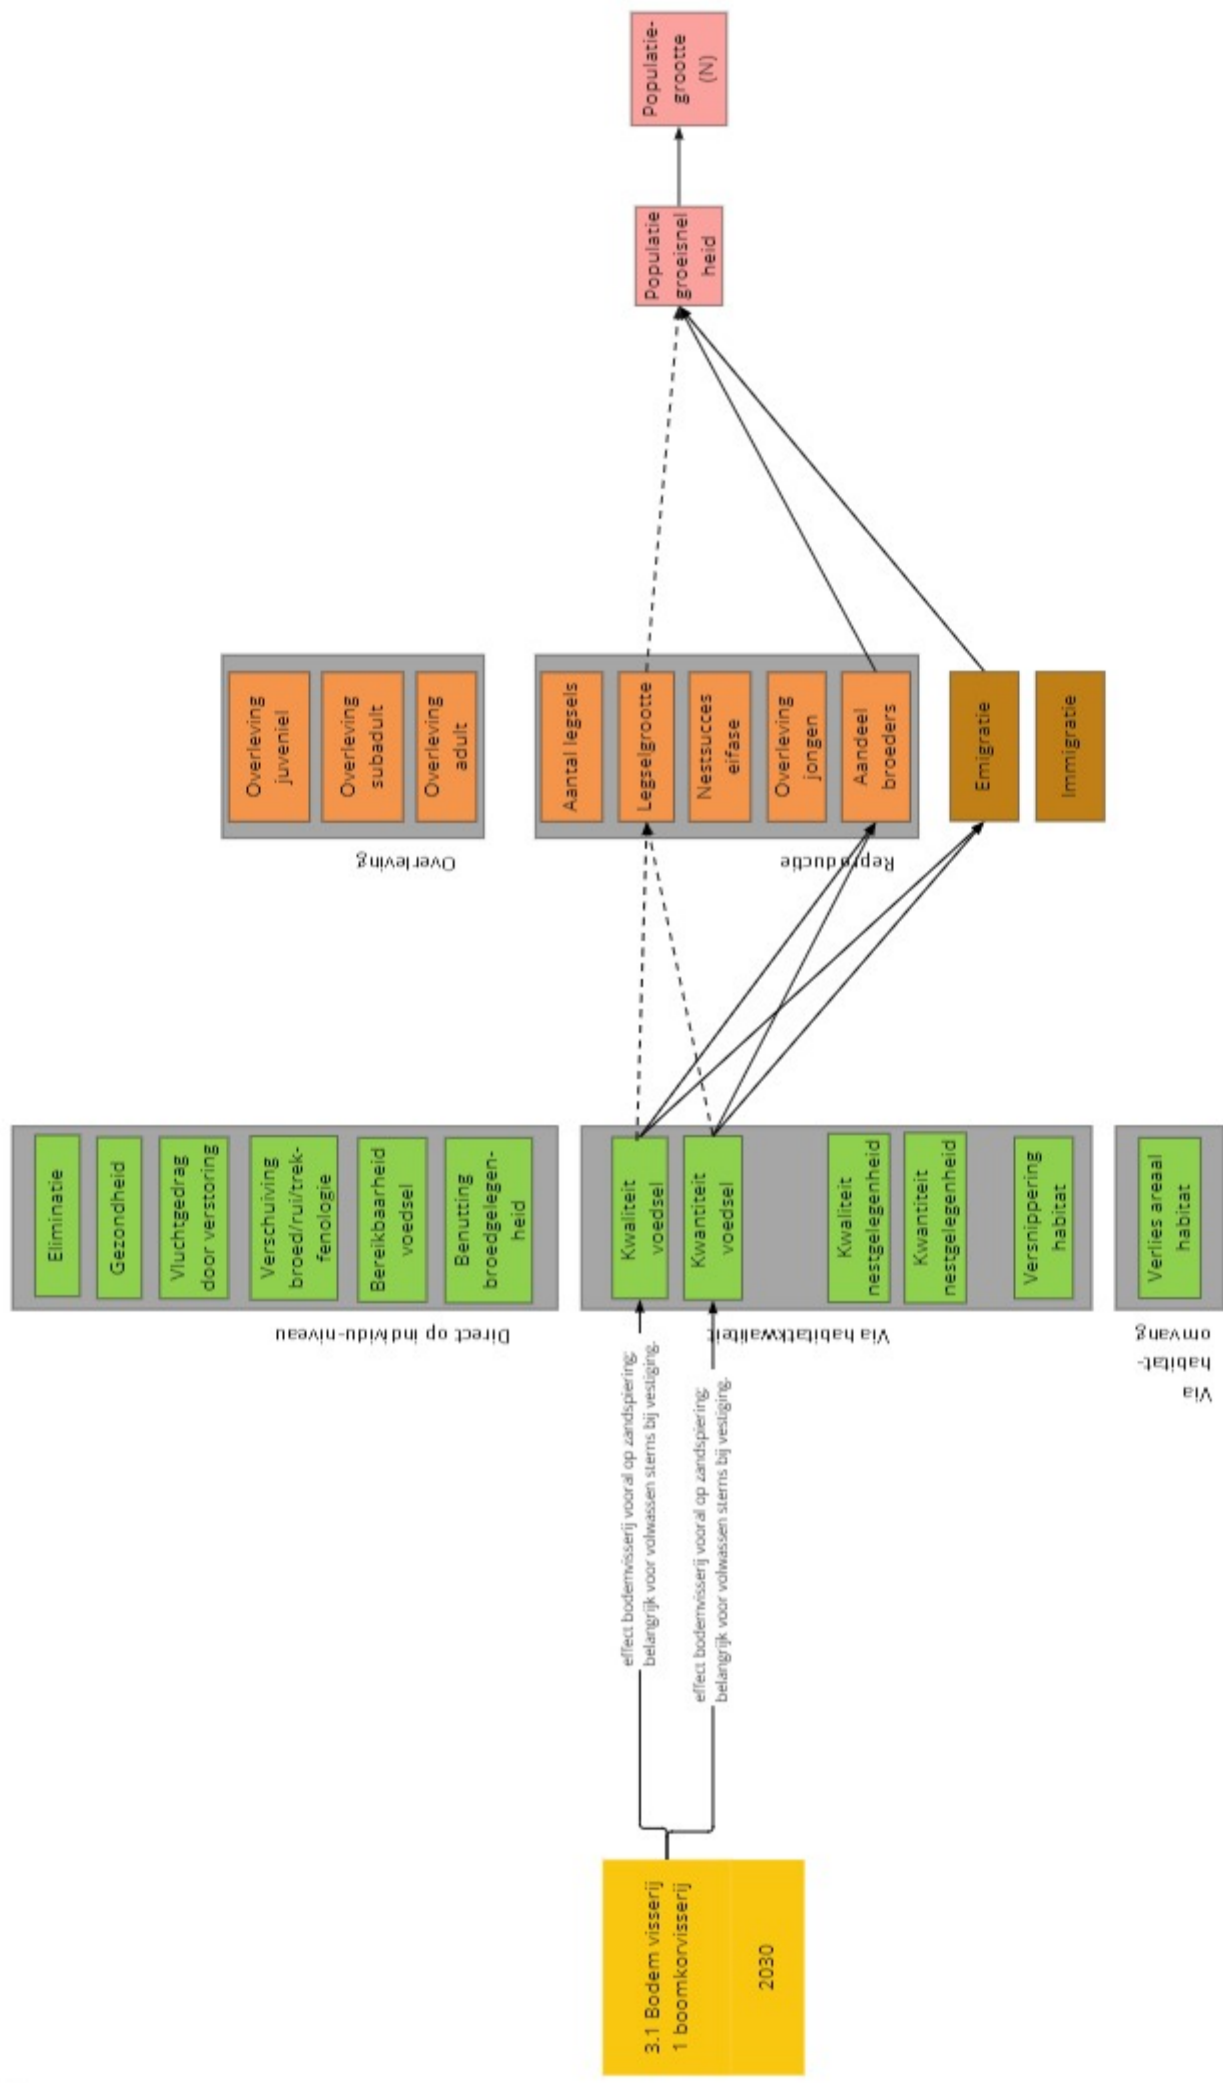 3.1 Bodem visserij
1 boomkorvisserij
2030
effect bodemvisserij vooral op zandspiering;
belangrijk voor volwassen sterns bij vestiging.
effect bodemvisserij vooral op zandspiering;
belangrijk voor volwassen sterns bij vestiging.
Direct op individu-niveau
Eliminatie
Gezondheid
Vluchtgedrag
door verstoring
Verschuiving
broed/rui/trek-
fenologie
Bereikbaarheid
voedsel
Benutting
broedgelegen-
heid
Via habitatkwaliteit
Kwaliteit
voedsel
Kwantiteit
voedsel
Kwaliteit
nestgelegenheid
Kwantiteit
nestgelegenheid
Versnippering
habitat
Via
habitat-
omvang
Verlies areaal
habitat
Overleving
Overleving
juveniel
Overleving
subadult
Overleving
adult
Reproductie
Aantal legsels
Legselgrootte
Nestsucces
eifase
Overleving
jongen
Aandeel
broeders
Emigratie
Immigratie
Populatie
groeisnel
heid
Populatie-
grootte
(N)